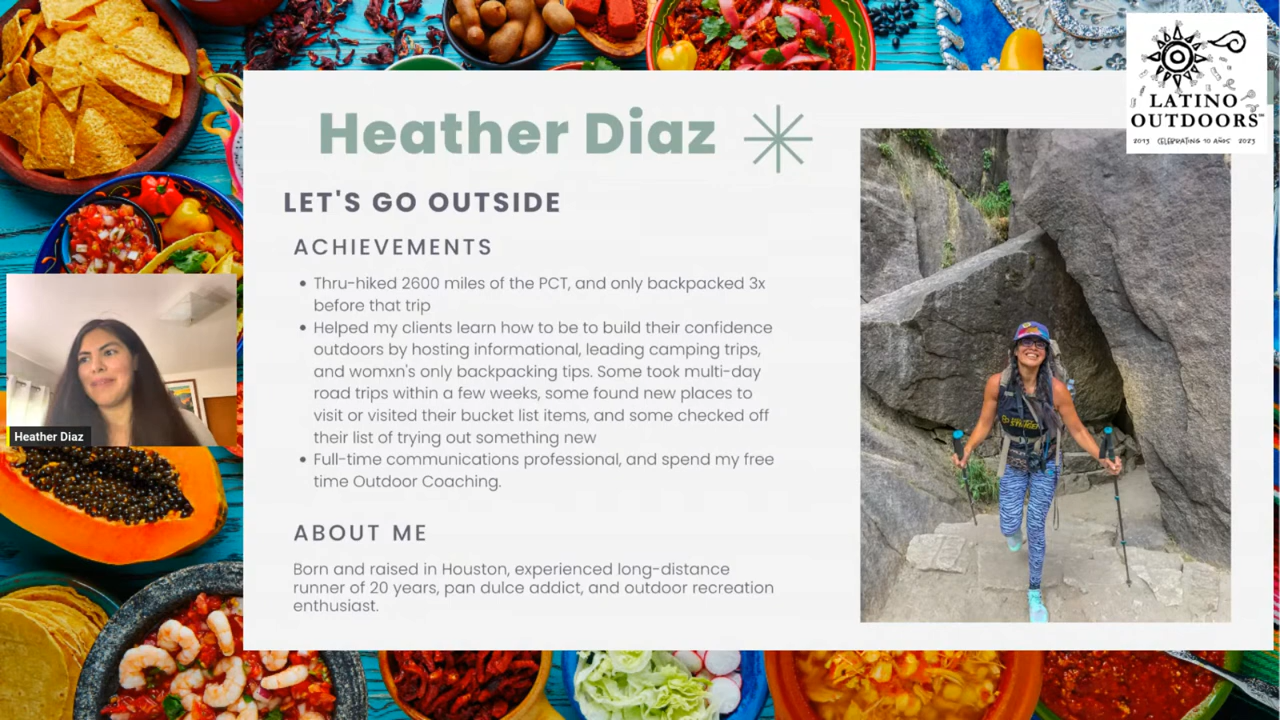 Heather Diaz
LATINO
OUTDOORS
2013 CELEBRATING 10 AÑOS 2023
LET'S GO OUTSIDE
ACHIEVEMENTS
Thru-hiked 2600 miles of the PCT, and only backpacked 3x
before that trip
Helped my clients learn how to be to build their confidence
outdoors by hosting informational, leading camping trips,
and womxn's only backpacking tips. Some took multi-day
road trips within a few weeks, some found new places to
visit or visited their bucket list items, and some checked off
their list of trying out something new
Full-time communications professional, and spend my free
time Outdoor Coaching.
ABOUT ME
Born and raised in Houston, experienced long-distance
runner of 20 years, pan dulce addict, and outdoor recreation
enthusiast.
Heather Diaz